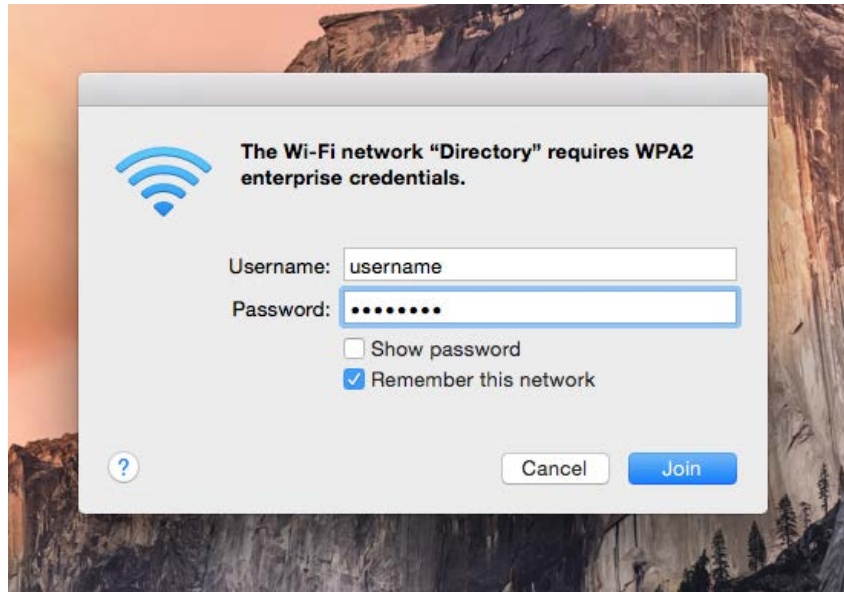 The Wi-Fi network “Directory” requires WPA2
enterprise credentials.
Username: username
Password: ••••••••
Show password
Remember this network
? Cancel Join